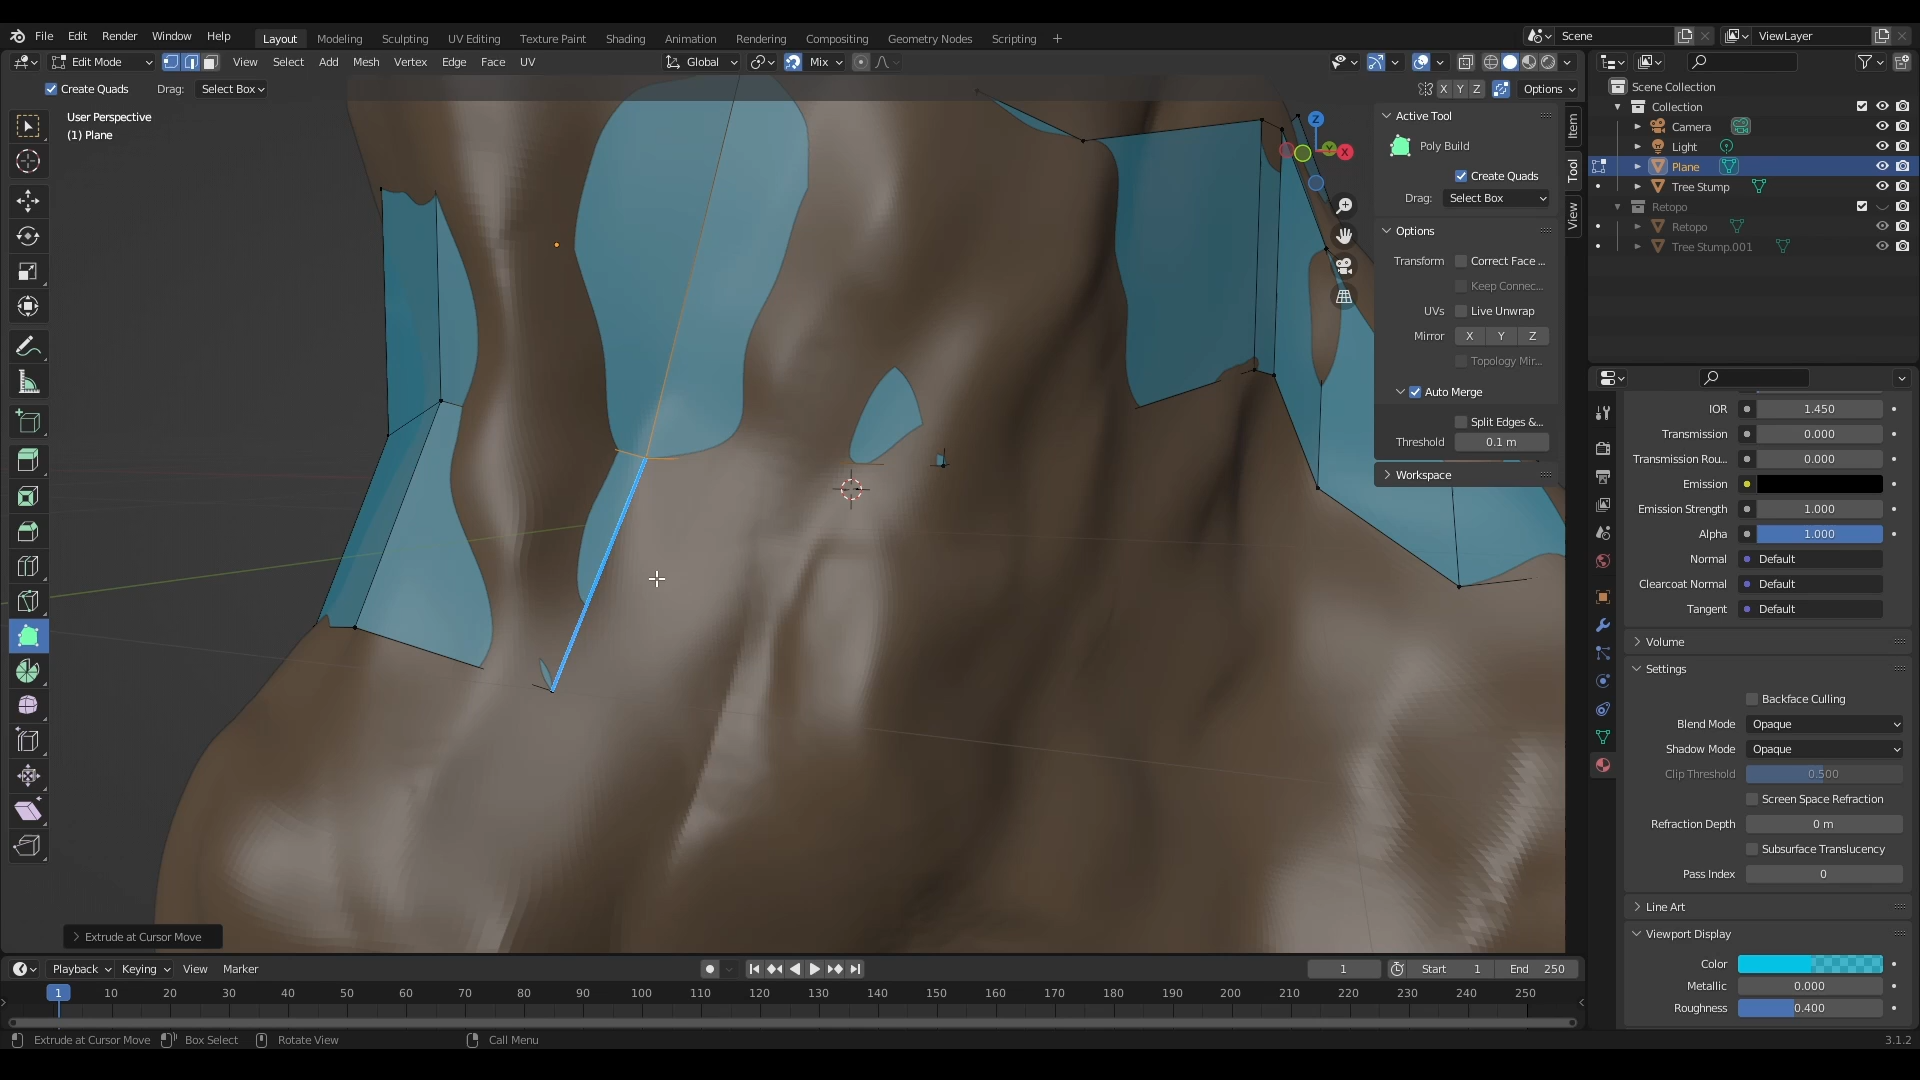 File Edit Render Window Help Layout Modeling Sculpting UV Editing Texture Paint Shading Animation Rendering Compositing Geometry Nodes Scripting + Scene ViewLayer
Edit Mode View Select Add Mesh Vertex Edge Face UV Global Mix
Create Quads Drag: Select Box X Y Z Options
User Perspective
(1) Plane
Z
Y
X
Active Tool
Poly Build
Create Quads
Drag: Select Box
Options
Transform Correct Face ...
Keep Connec...
UVs Live Unwrap
Mirror X Y Z
Topology Mir...
Auto Merge
Split Edges &...
Threshold 0.1 m
Workspace
Item
Tool
View
Scene Collection
Collection
Camera
Light
Plane
Tree Stump
Retopo
Retopo
Tree Stump.001
IOR 1.450
Transmission 0.000
Transmission Rou... 0.000
Emission
Emission Strength 1.000
Alpha 1.000
Normal Default
Clearcoat Normal Default
Tangent Default
Volume
Settings
Backface Culling
Blend Mode Opaque
Shadow Mode Opaque
Clip Threshold 0.500
Screen Space Refraction
Refraction Depth 0 m
Subsurface Translucency
Pass Index 0
Line Art
Viewport Display
Color
Metallic 0.000
Roughness 0.400
Extrude at Cursor Move
Playback Keying View Marker 1 Start 1 End 250
1 10 20 30 40 50 60 70 80 90 100 110 120 130 140 150 160 170 180 190 200 210 220 230 240 250
Extrude at Cursor Move Box Select Rotate View Call Menu 3.1.2